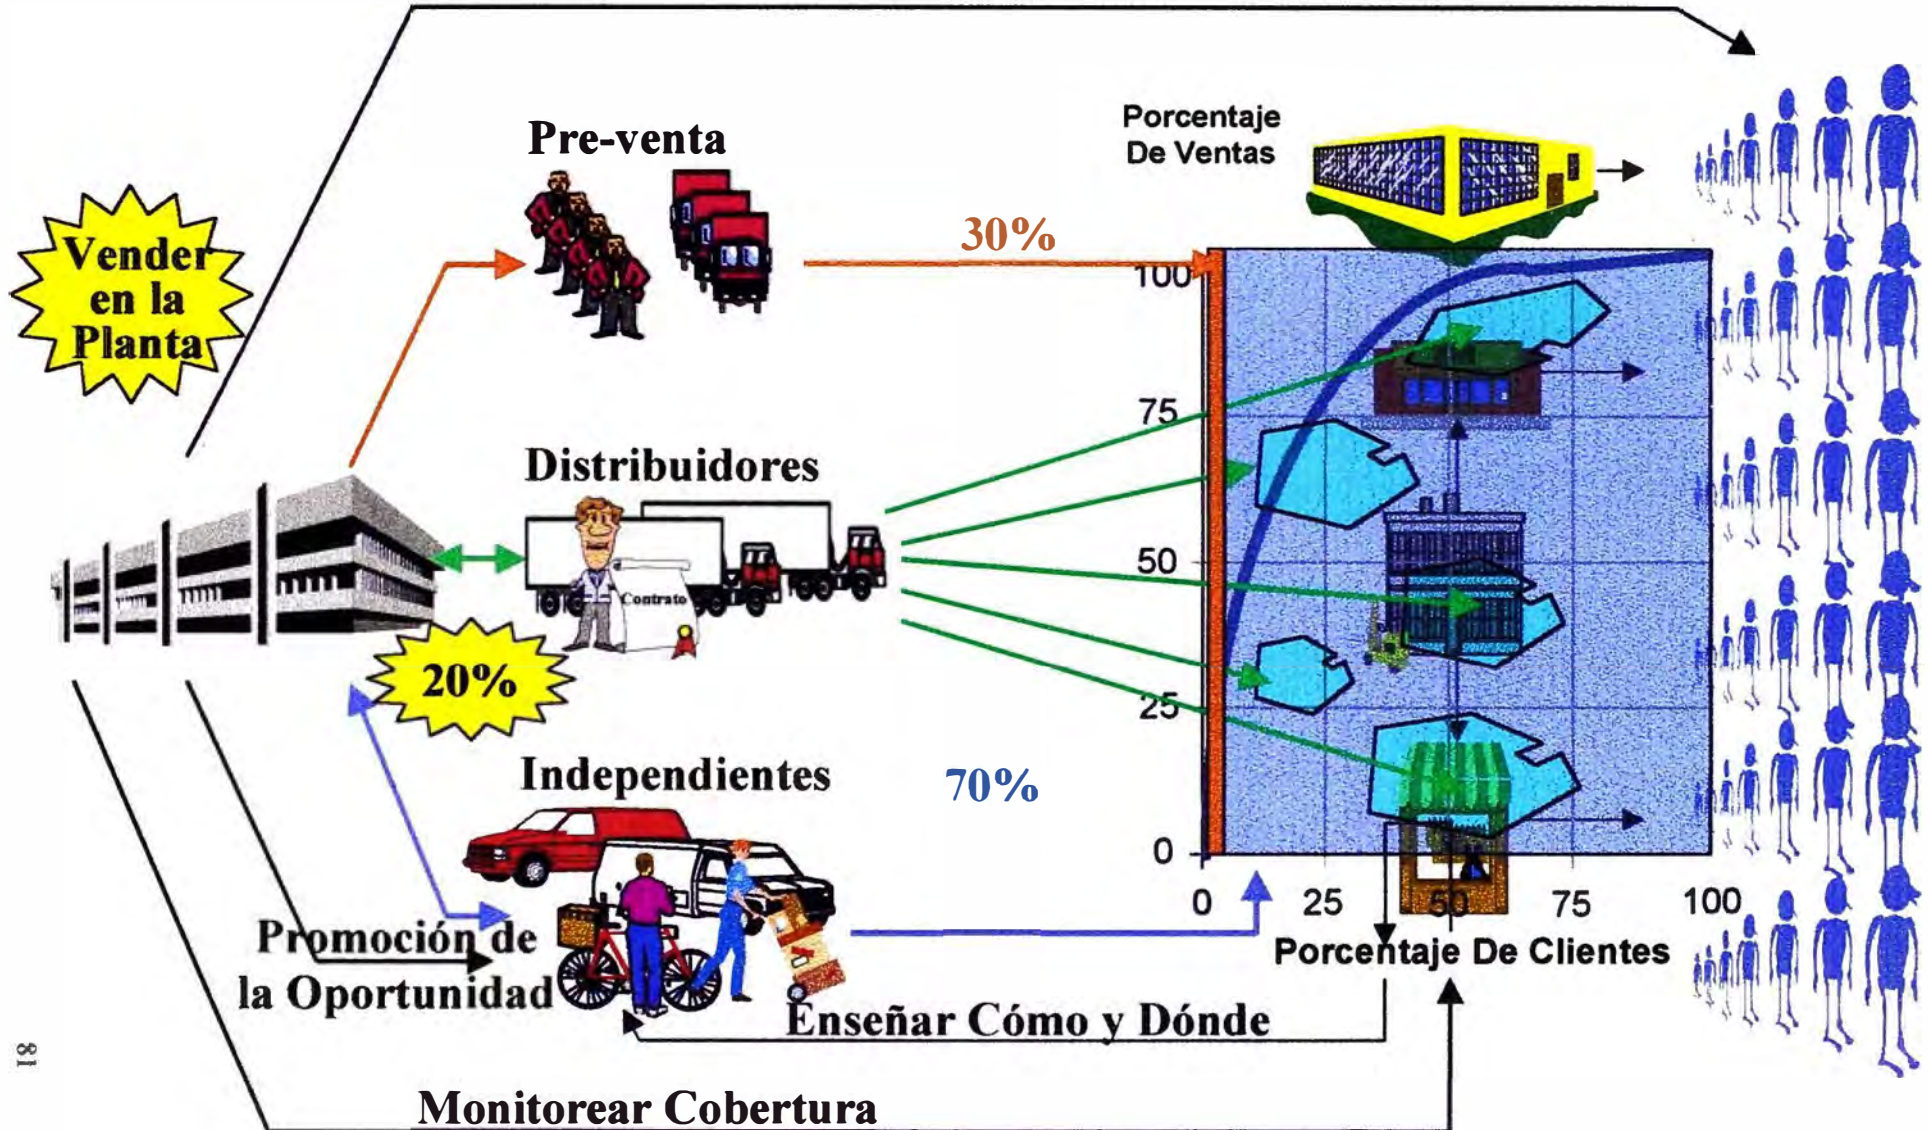 Pre-venta
Porcentaje
De Ventas
Vender
en la
Planta
30%
100
75
Distribuidores
Contrato
50
20%
25
Independientes
70%
0
0
25
50
75
100
Promoción de
la Oportunidad
Porcentaje De Clientes
Enseñar Cómo y Dónde
Monitorear Cobertura
81